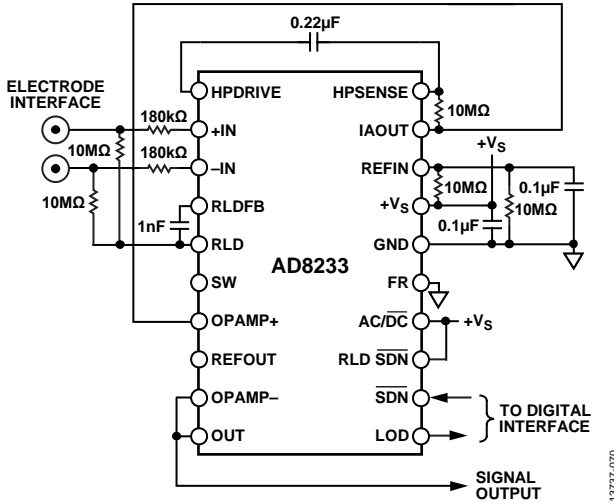 0.22µF
ELECTRODE
INTERFACE
HPDRIVE
HPSENSE
10MΩ
180kΩ
+IN
IAOUT
+VS
10MΩ
180kΩ
–IN
REFIN
10MΩ
0.1µF
10MΩ
RLDFB
+VS
0.1µF
10MΩ
1nF
RLD
GND
AD8233
SW
FR
OPAMP+
AC/DC
+VS
REFOUT
RLD SDN
OPAMP–
SDN
TO DIGITAL
INTERFACE
OUT
LOD
SIGNAL
OUTPUT
13737-070